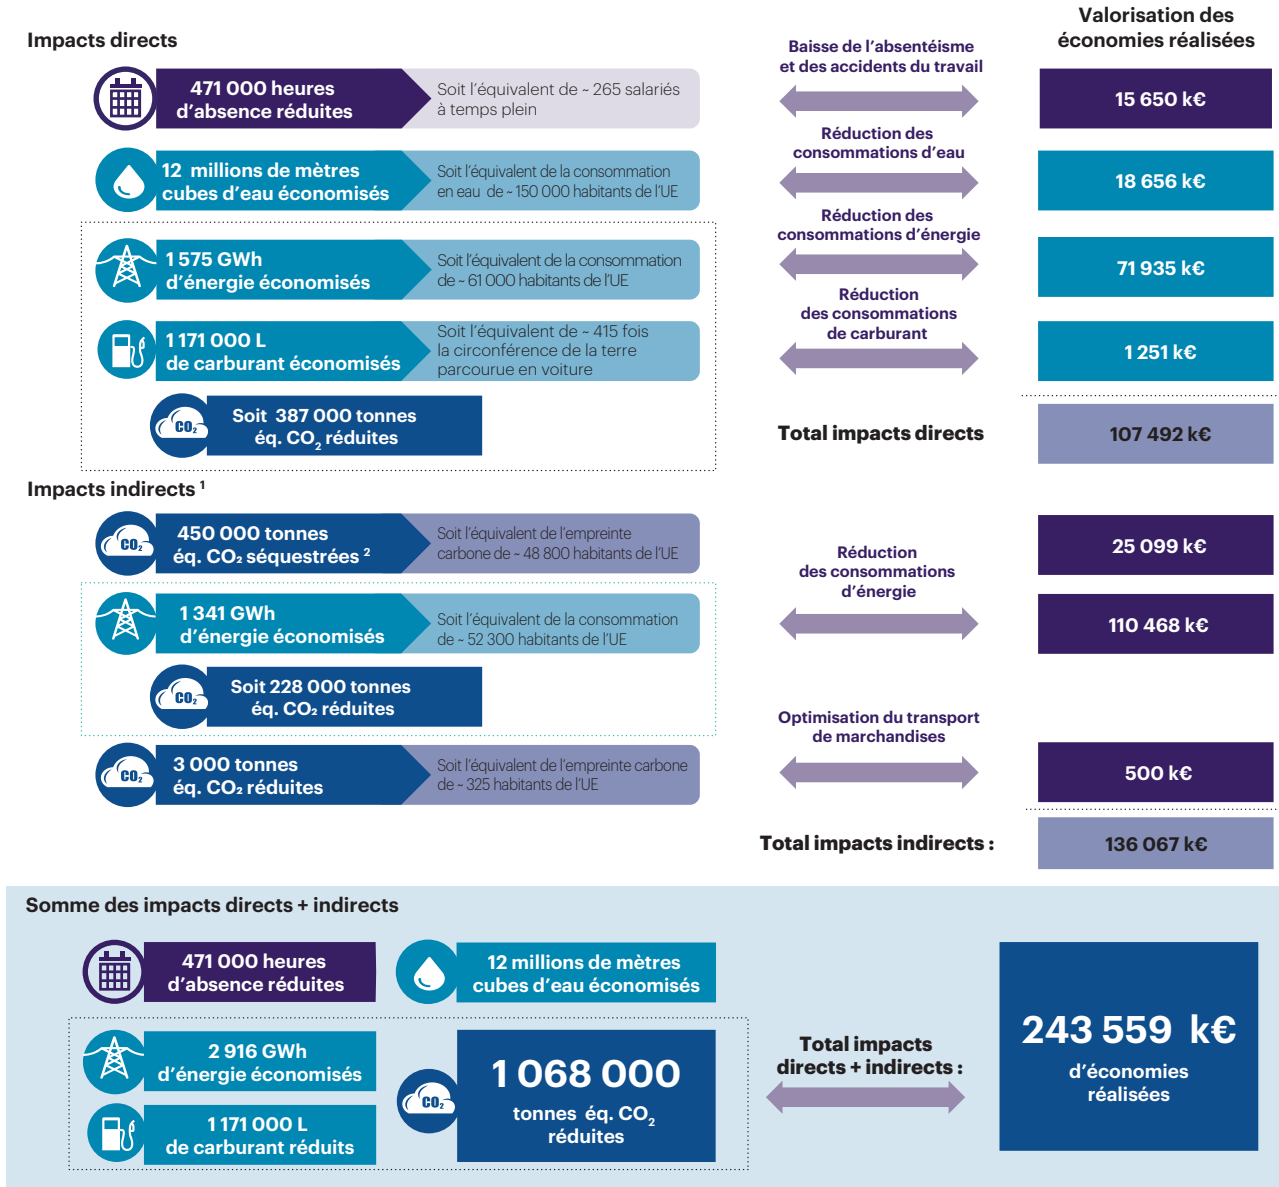 Valorisation des
économies réalisées
Impacts directs
471 000 heures
d'absence réduites
Soit l'équivalent de ~ 265 salariés
à temps plein
Baisse de l'absentéisme
et des accidents du travail
15 650 k€
12 millions de mètres
cubes d'eau économisés
Soit l'équivalent de la consommation
en eau de ~ 150 000 habitants de l'UE
Réduction des
consommations d'eau
18 656 k€
1 575 GWh
d'énergie économisés
Soit l'équivalent de la consommation
de ~ 61 000 habitants de l'UE
Réduction des
consommations d'énergie
71 935 k€
1 171 000 L
de carburant économisés
Soit l'équivalent de ~ 415 fois
la circonférence de la terre
parcourue en voiture
Réduction
des consommations
de carburant
1 251 k€
CO2
Soit 387 000 tonnes
éq. CO2 réduites
Total impacts directs
107 492 k€
Impacts indirects 1
CO2
450 000 tonnes
éq. CO2 séquestrées 2
Soit l'équivalent de l'empreinte
carbone de ~ 48 800 habitants de l'UE
25 099 k€
Réduction
des consommations
d'énergie
1 341 GWh
d'énergie économisés
Soit l'équivalent de la consommation
de ~ 52 300 habitants de l'UE
110 468 k€
CO2
Soit 228 000 tonnes
éq. CO2 réduites
Optimisation du transport
de marchandises
CO2
3 000 tonnes
éq. CO2 réduites
Soit l'équivalent de l'empreinte carbone
de ~ 325 habitants de l'UE
500 k€
Total impacts indirects :
136 067 k€
Somme des impacts directs + indirects
471 000 heures
d'absence réduites
12 millions de mètres
cubes d'eau économisés
2 916 GWh
d'énergie économisés
1 171 000 L
de carburant réduits
CO2
1 068 000
tonnes éq. CO2
réduites
Total impacts
directs + indirects :
243 559 k€
d'économies
réalisées